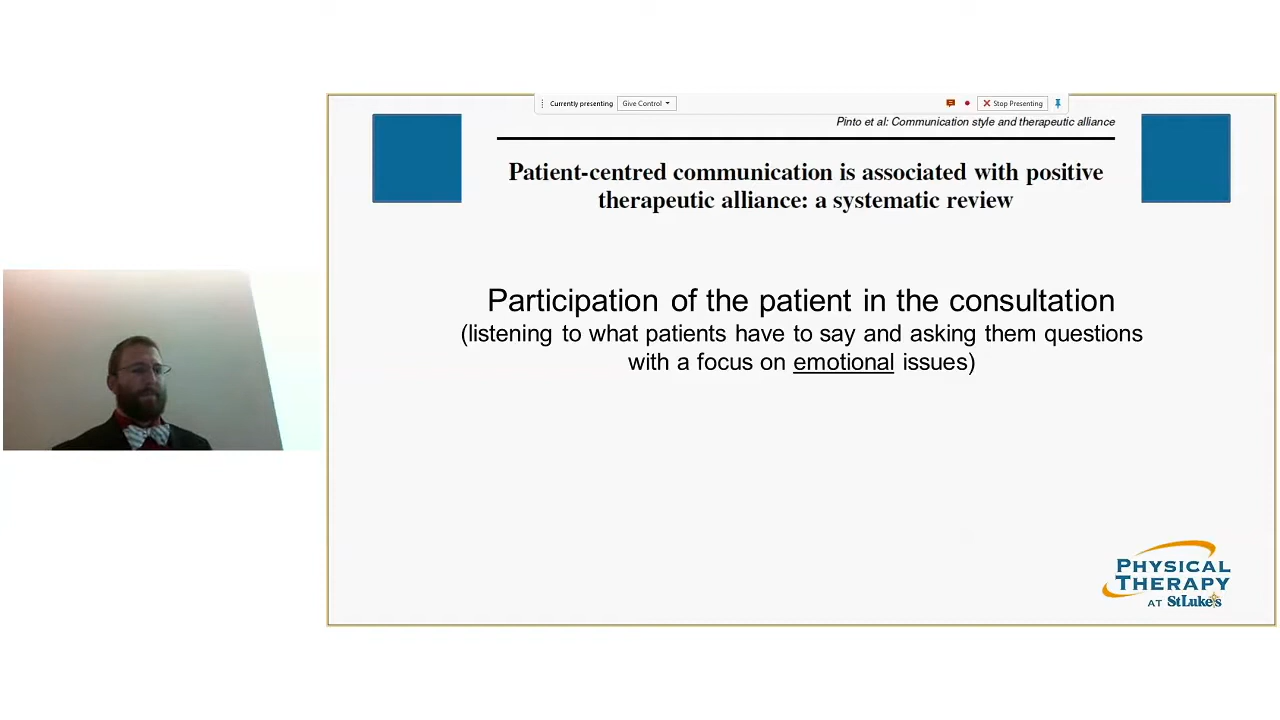 Currently presenting
Give Control
Stop Presenting
Pinto et al: Communication style and therapeutic alliance
Patient-centred communication is associated with positive
therapeutic alliance: a systematic review
Participation of the patient in the consultation
(listening to what patients have to say and asking them questions
with a focus on emotional issues)
PHYSICAL
THERAPY
AT StLuke's